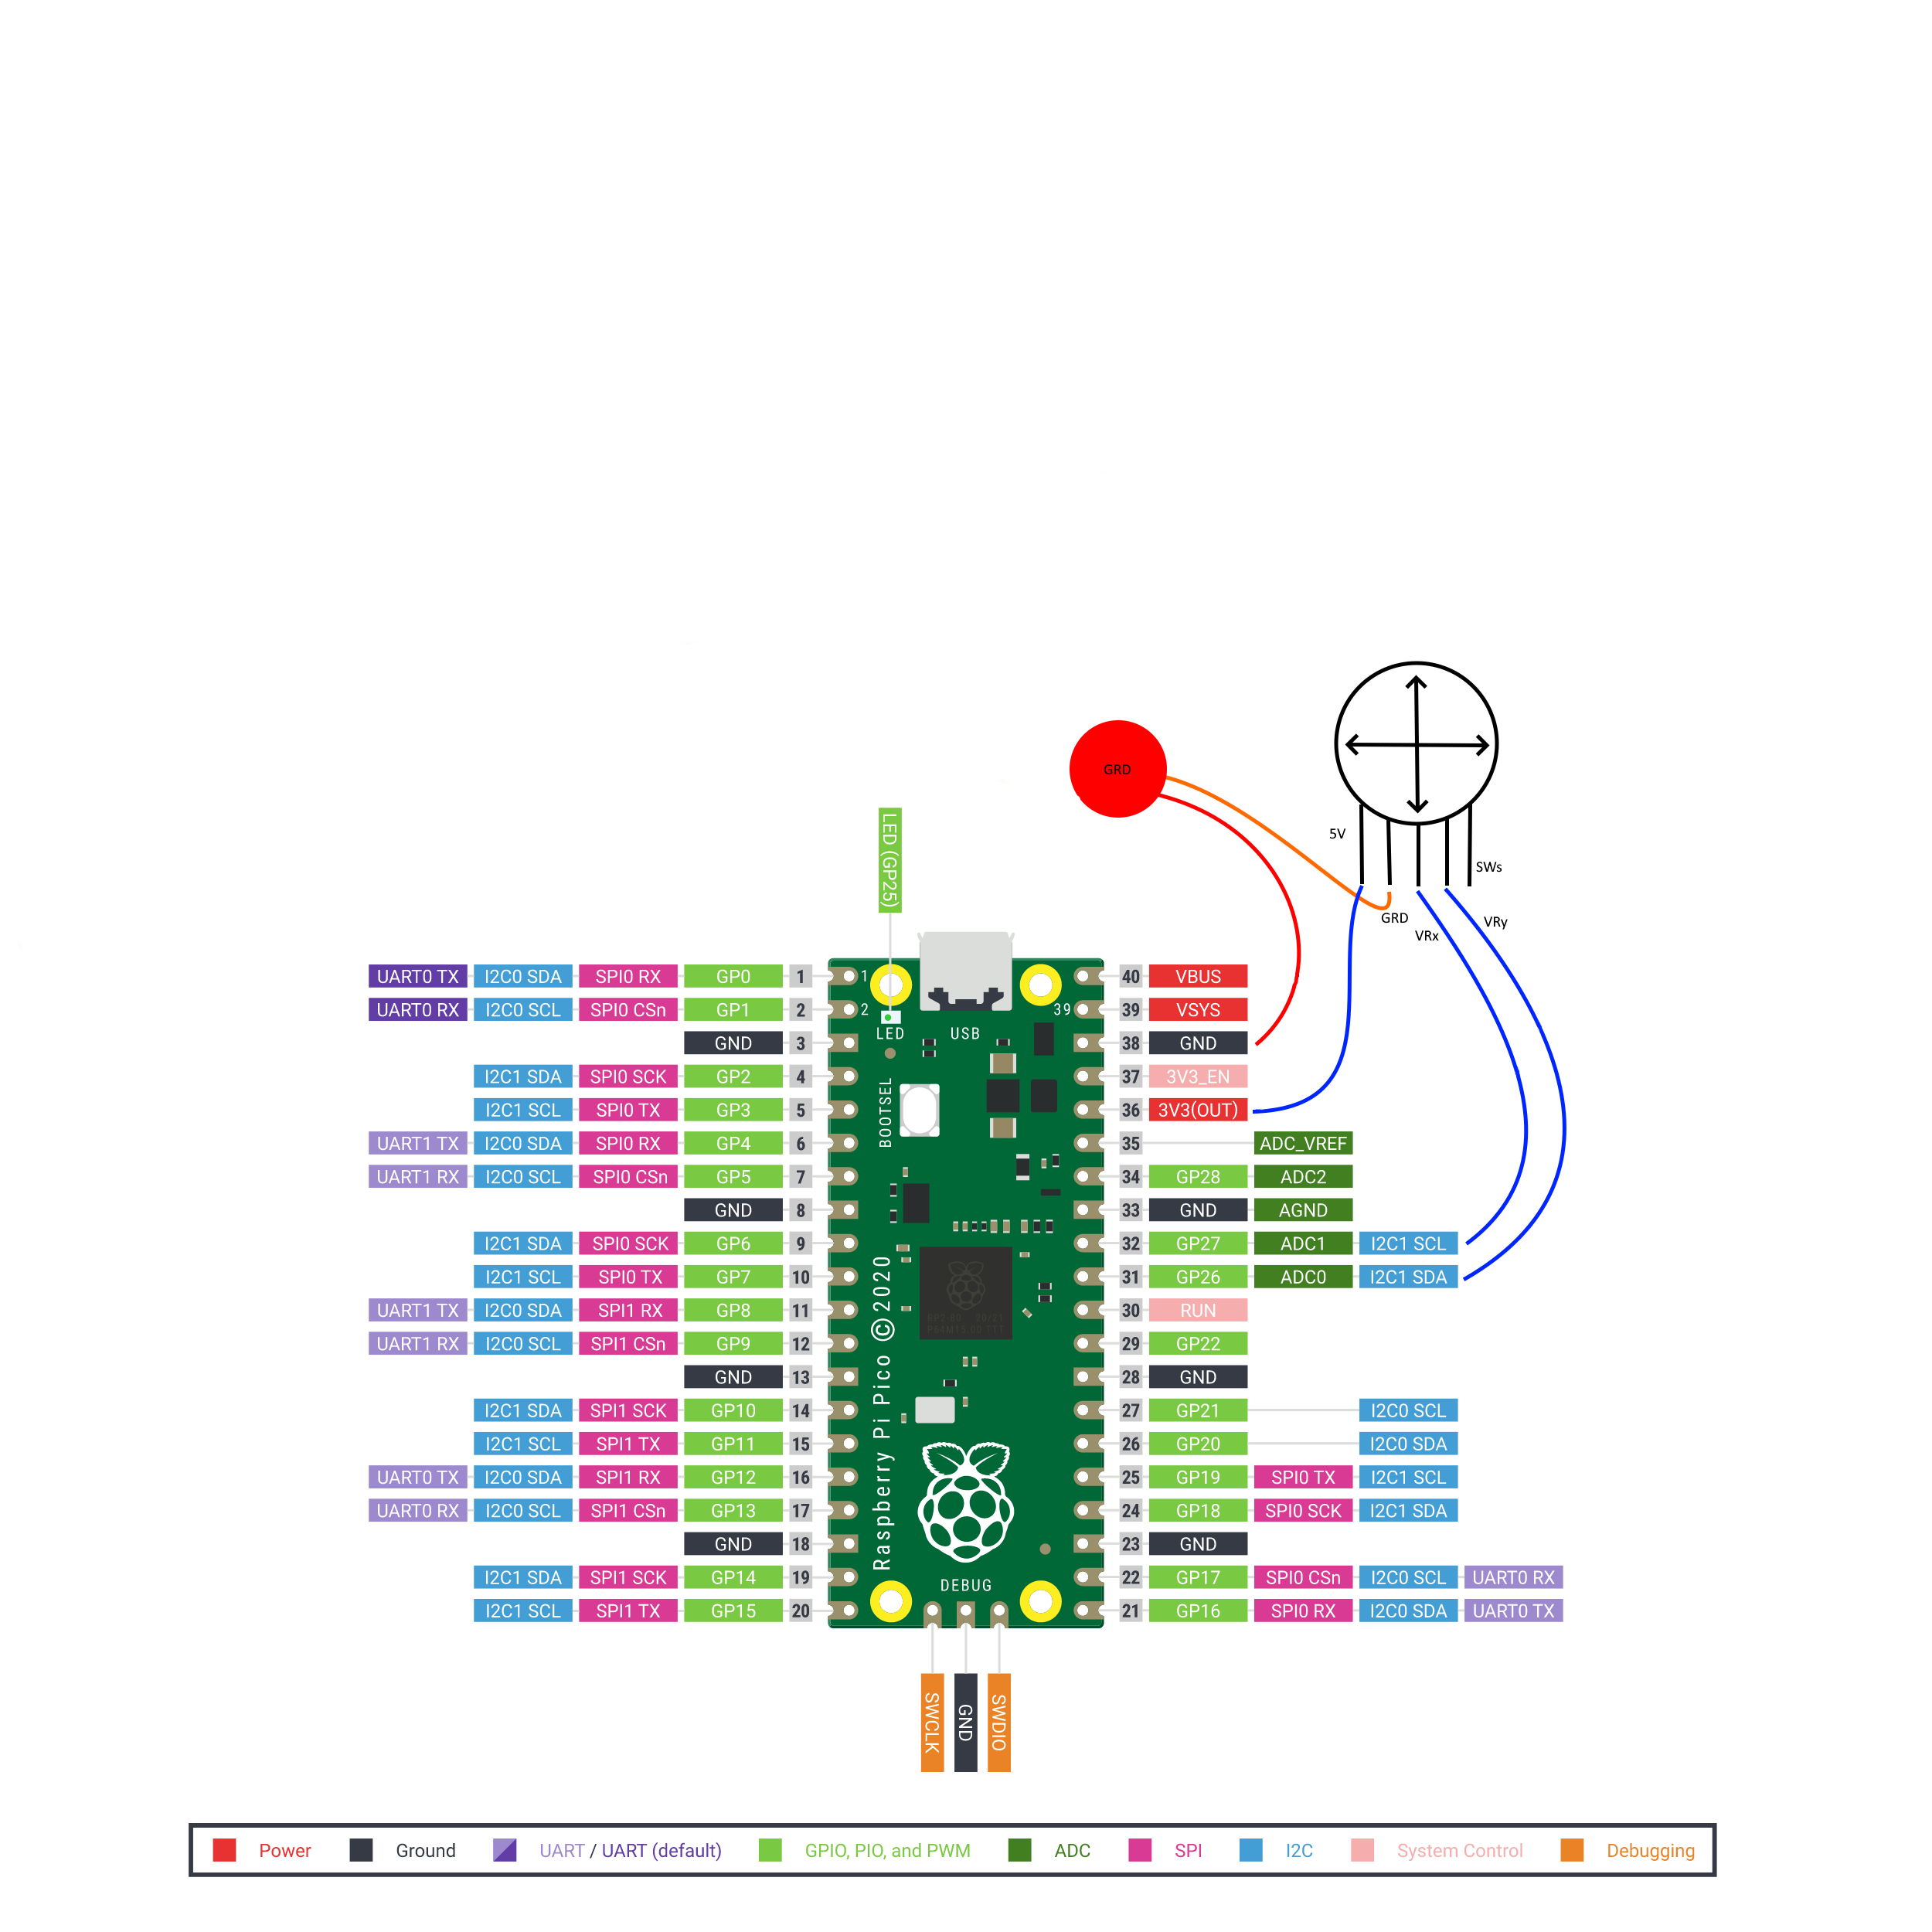 GRD
5V
SWs
GRD
VRy
VRx
LED (GP25)
UART0 TX I2C0 SDA SPI0 RX GP0 1 1 40 VBUS
UART0 RX I2C0 SCL SPI0 CSn GP1 2 2 39 39 VSYS
LED USB
GND 3 38 GND
I2C1 SDA SPI0 SCK GP2 4 37 3V3_EN
I2C1 SCL SPI0 TX GP3 5 36 3V3(OUT)
BOOTSEL
UART1 TX I2C0 SDA SPI0 RX GP4 6 35 ADC_VREF
UART1 RX I2C0 SCL SPI0 CSn GP5 7 34 GP28 ADC2
GND 8 33 GND AGND
I2C1 SDA SPI0 SCK GP6 9 32 GP27 ADC1 I2C1 SCL
I2C1 SCL SPI0 TX GP7 10 31 GP26 ADC0 I2C1 SDA
UART1 TX I2C0 SDA SPI1 RX GP8 11 30 RUN
UART1 RX I2C0 SCL SPI1 CSn GP9 12 29 GP22
GND 13 28 GND
I2C1 SDA SPI1 SCK GP10 14 27 GP21 I2C0 SCL
I2C1 SCL SPI1 TX GP11 15 26 GP20 I2C0 SDA
UART0 TX I2C0 SDA SPI1 RX GP12 16 25 GP19 SPI0 TX I2C1 SCL
UART0 RX I2C0 SCL SPI1 CSn GP13 17 24 GP18 SPI0 SCK I2C1 SDA
GND 18 23 GND
I2C1 SDA SPI1 SCK GP14 19 22 GP17 SPI0 CSn I2C0 SCL UART0 RX
I2C1 SCL SPI1 TX GP15 20 21 GP16 SPI0 RX I2C0 SDA UART0 TX
Raspberry Pi Pico ©2020
DEBUG
SWCLK
GND
SWDIO
Power Ground UART / UART (default) GPIO, PIO, and PWM ADC SPI I2C System Control Debugging